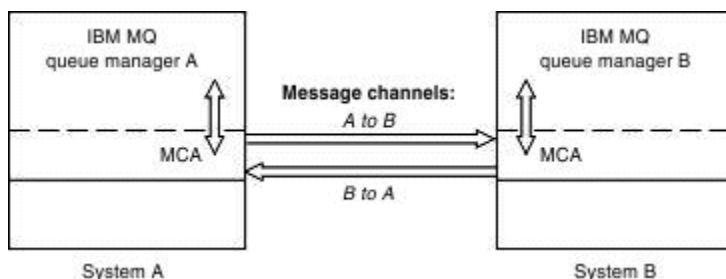 IBM MQ
queue manager A
MCA
System A
Message channels:
A to B
B to A
IBM MQ
queue manager B
MCA
System B